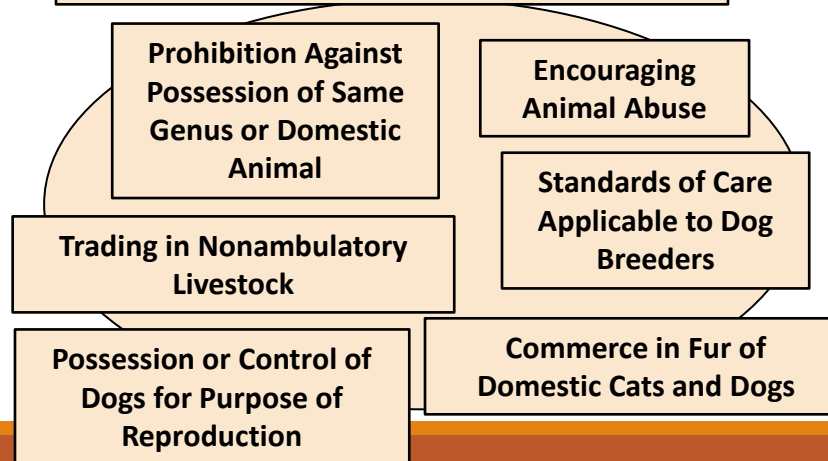 Prohibition Against
Possession of Same
Genus or Domestic
Animal
Encouraging
Animal Abuse
Standards of Care
Applicable to Dog
Breeders
Trading in Nonambulatory
Livestock
Possession or Control of
Dogs for Purpose of
Reproduction
Commerce in Fur of
Domestic Cats and Dogs